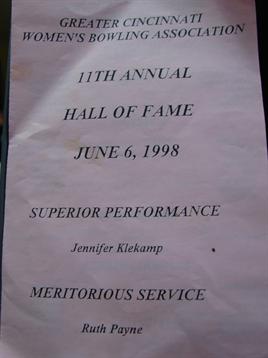 GREATER CINCINNATI
WOMEN'S BOWLING ASSOCIATION
11TH ANNUAL
HALL OF FAME
JUNE 6, 1998
SUPERIOR PERFORMANCE
Jennifer Klekamp
MERITORIOUS SERVICE
Ruth Payne